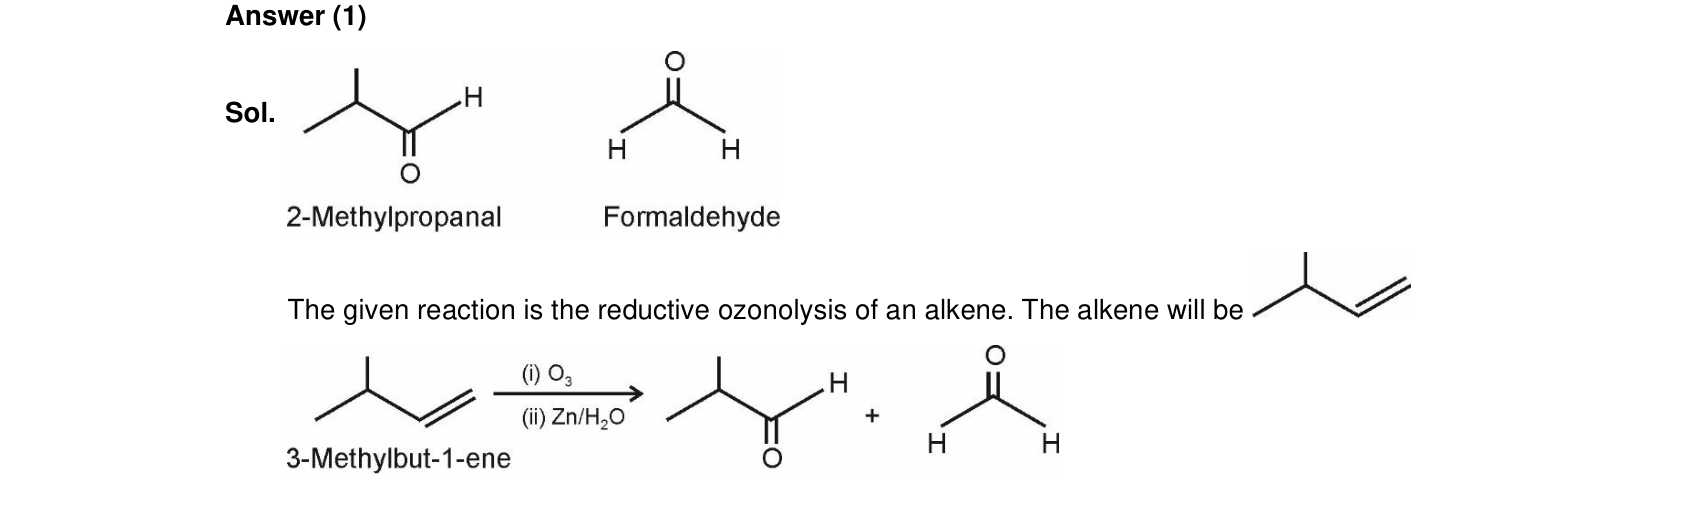 Answer (1)
O
H
Sol.
H H
O
2-Methylpropanal Formaldehyde
The given reaction is the reductive ozonolysis of an alkene. The alkene will be
O
(i) O₃ H
(ii) Zn/H₂O +
H H
3-Methylbut-1-ene O